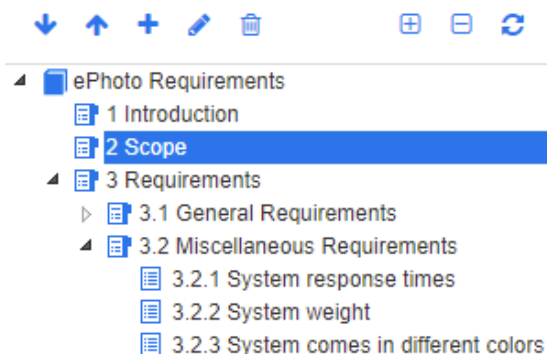 ePhoto Requirements
1 Introduction
2 Scope
3 Requirements
3.1 General Requirements
3.2 Miscellaneous Requirements
3.2.1 System response times
3.2.2 System weight
3.2.3 System comes in different colors